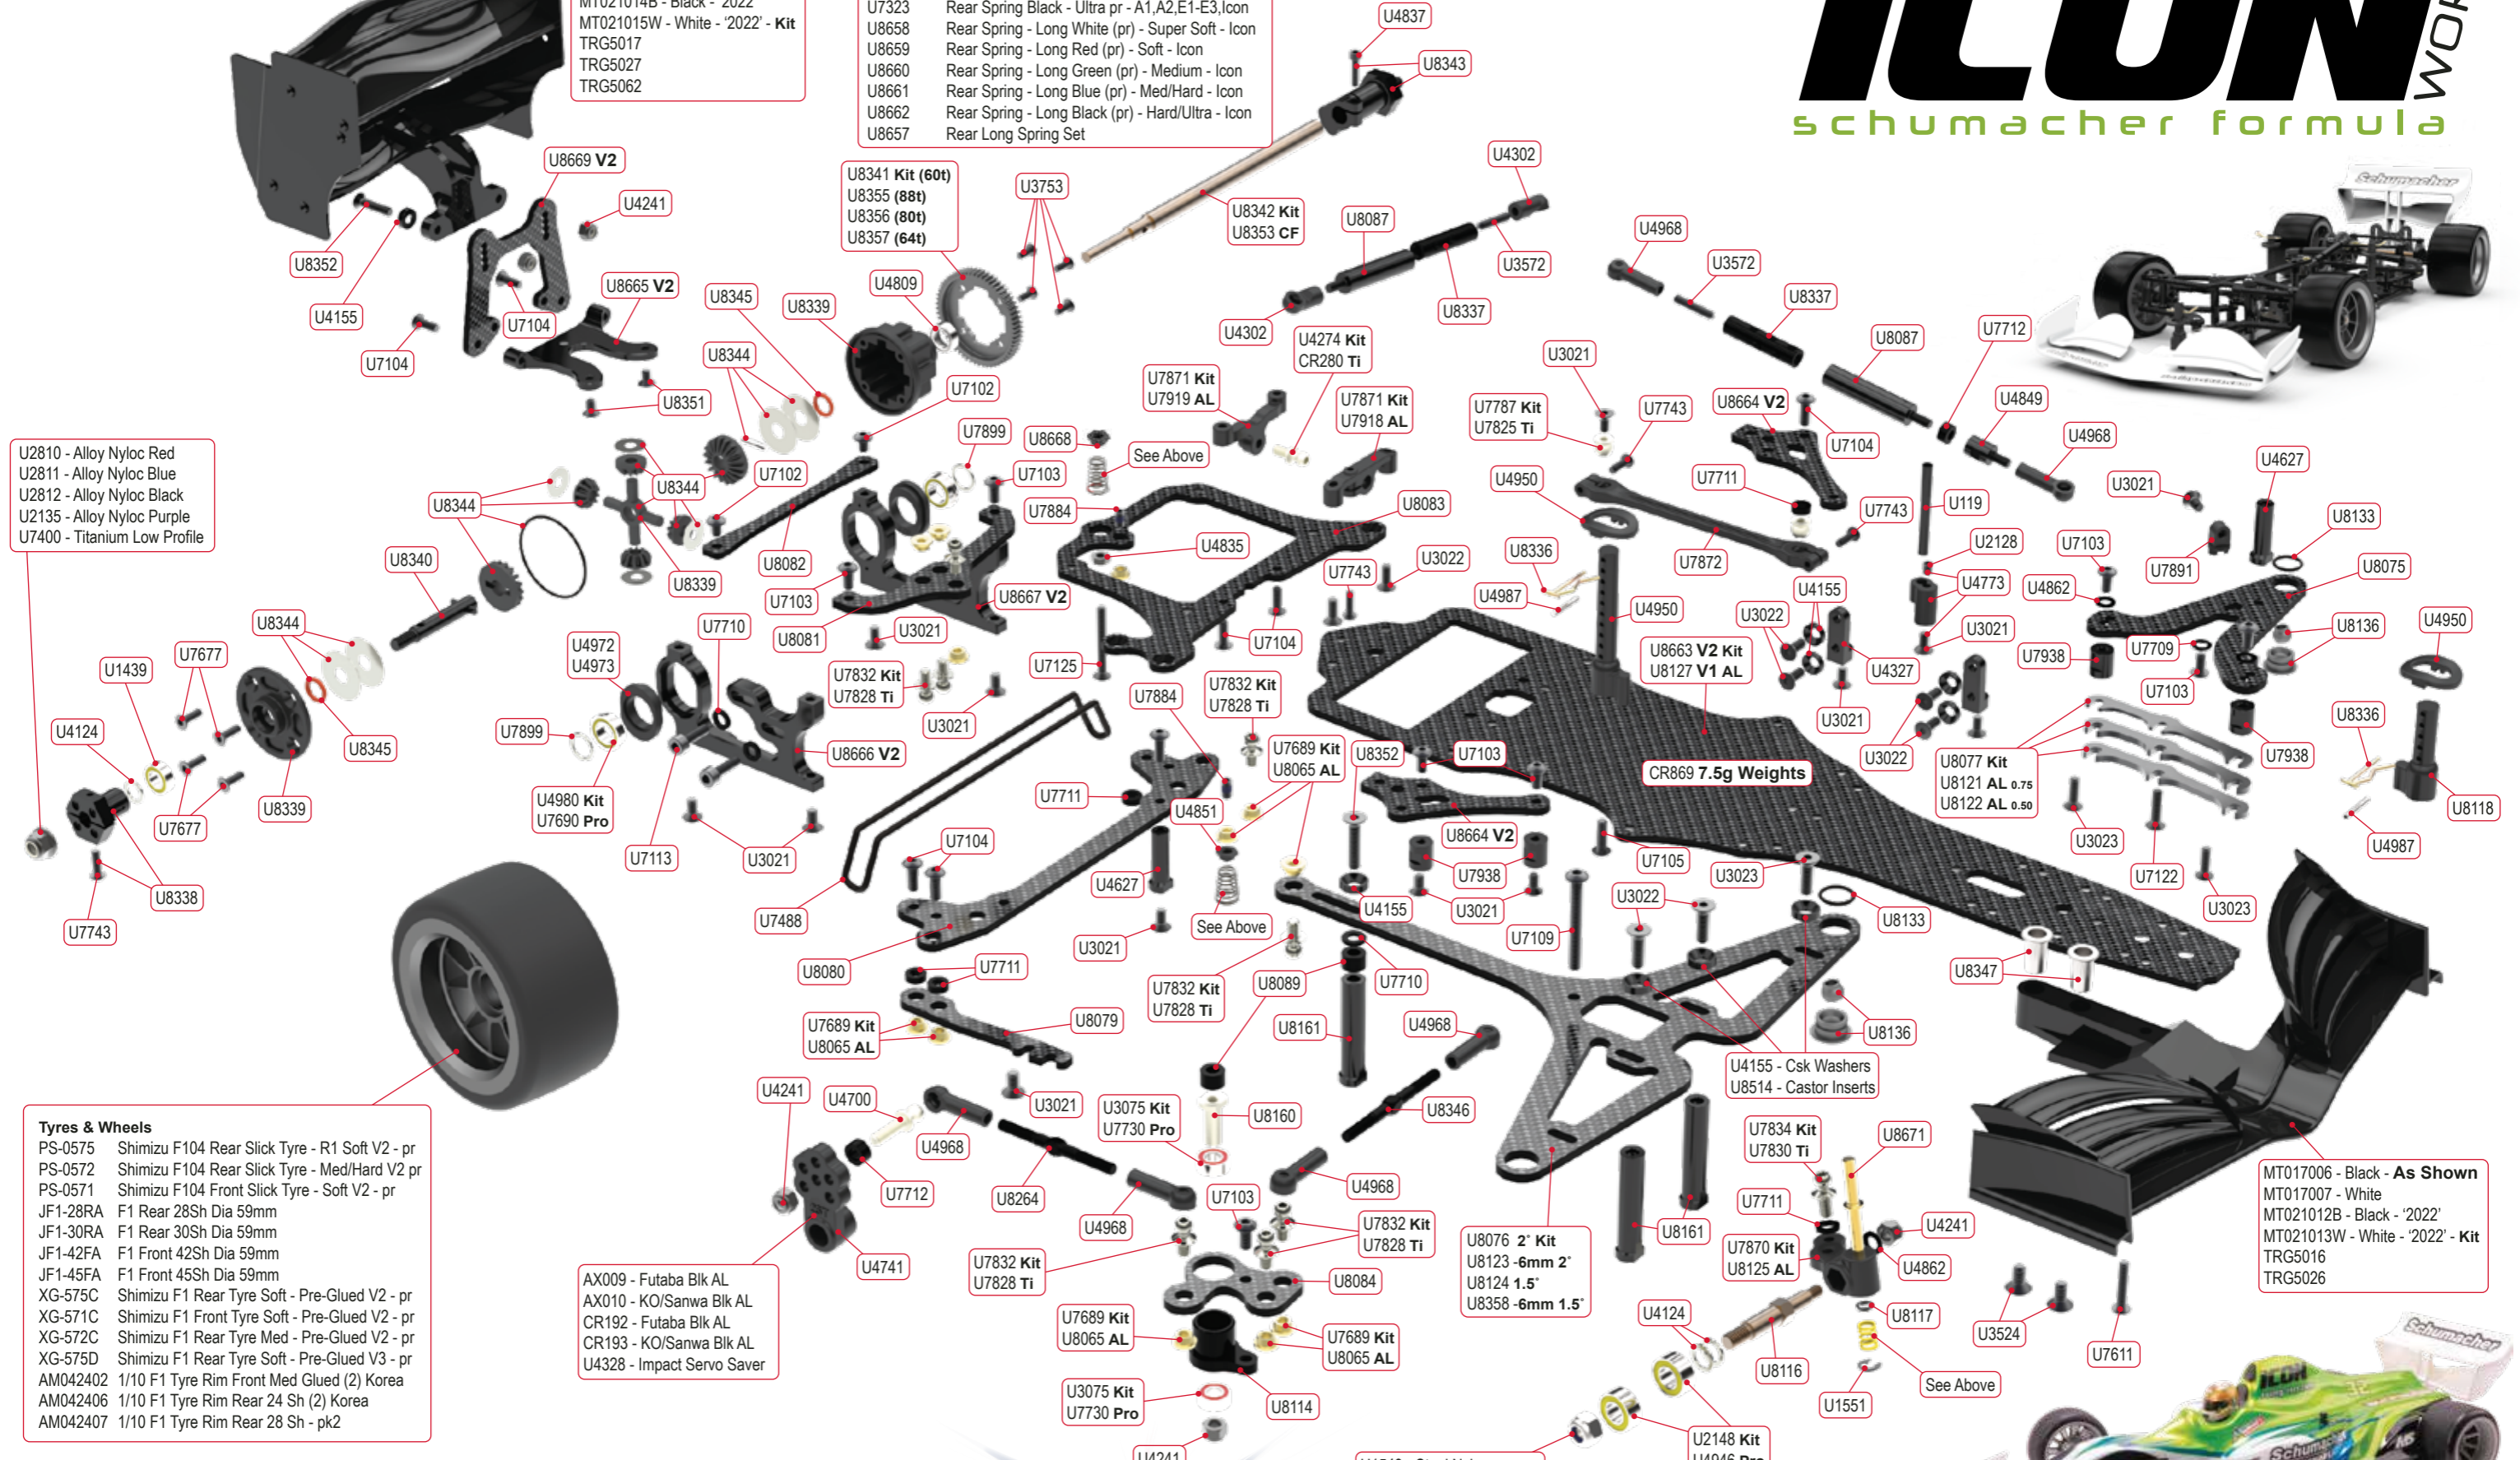 MT021014B - Black - '2022'
MT021015W - White - '2022' - Kit
TRG5017
TRG5027
TRG5062
U7323 Rear Spring Black - Ultra pr - A1,A2,E1-E3,Icon
U8658 Rear Spring - Long White (pr) - Super Soft - Icon
U8659 Rear Spring - Long Red (pr) - Soft - Icon
U8660 Rear Spring - Long Green (pr) - Medium - Icon
U8661 Rear Spring - Long Blue (pr) - Med/Hard - Icon
U8662 Rear Spring - Long Black (pr) - Hard/Ultra - Icon
U8657 Rear Long Spring Set
ICON
schumacher formula
Schumacher
U4837
U8343
U8669 V2
U4241
U8352
U4155
U7104
U7104
U8665 V2
U8351
U8341 Kit (60t)
U8355 (88t)
U8356 (80t)
U8357 (64t)
U3753
U8342 Kit
U8353 CF
U4302
U8087
U3572
U8337
U4302
U4809
U8339
U8345
U8344
U4968
U3572
U8337
U8087
U7712
U4849
U4968
U4274 Kit
CR280 Ti
U7871 Kit
U7919 AL
U7871 Kit
U7918 AL
U7102
U7899
U8668
See Above
U7103
U7884
U8083
U4835
U3021
U7787 Kit
U7825 Ti
U7743
U8664 V2
U7104
U7711
U4950
U7743
U7872
U119
U2128
U4773
U3021
U4627
U3021
U8133
U7103
U7891
U8075
U4862
U8136
U7709
U7938
U7103
U4950
U7938
U8336
U8118
U4987
U2810 - Alloy Nyloc Red
U2811 - Alloy Nyloc Blue
U2812 - Alloy Nyloc Black
U2135 - Alloy Nyloc Purple
U7400 - Titanium Low Profile
U8344
U8344
U7102
U8082
U8339
U8340
U7103
U8081
U3021
U8667 V2
U7832 Kit
U7828 Ti
U3021
U7125
U7104
U7743
U3022
U8336
U4987
U4950
U8663 V2 Kit
U8127 V1 AL
CR869 7.5g Weights
U4155
U3022
U4327
U3021
U3022
U8077 Kit
U8121 AL 0.75
U8122 AL 0.50
U3023
U7122
U3023
U8344
U7677
U1439
U4124
U8345
U8339
U7677
U8338
U7743
U4972
U4973
U7710
U7899
U4980 Kit
U7690 Pro
U7113
U3021
U8666 V2
U7488
U7884
U7832 Kit
U7828 Ti
U7689 Kit
U8065 AL
U8352
U7103
U7711
U4851
U7104
U4627
See Above
U3021
U8080
U7711
U7689 Kit
U8065 AL
U8079
U3021
U8664 V2
U7938
U4155
U3021
U7105
U3023
U3022
U7109
U8133
U7710
U7832 Kit
U7828 Ti
U8089
U8161
U4968
U8346
U8136
U8347
U4155 - Csk Washers
U8514 - Castor Inserts
U4241
U4700
U4968
U7712
U8264
U4968
U4741
U3075 Kit
U7730 Pro
U8160
U7103
U4968
U7832 Kit
U7828 Ti
U7832 Kit
U7828 Ti
U8084
U7689 Kit
U8065 AL
U7689 Kit
U8065 AL
U3075 Kit
U7730 Pro
U8114
U4241
U8161
U8076 2° Kit
U8123 -6mm 2°
U8124 1.5°
U8358 -6mm 1.5°
U7834 Kit
U7830 Ti
U8671
U7711
U4241
U7870 Kit
U8125 AL
U4862
U4124
U8117
U8116
See Above
U1551
U2148 Kit
U4946 Pro
U3524
U7611
MT017006 - Black - As Shown
MT017007 - White
MT021012B - Black - '2022'
MT021013W - White - '2022' - Kit
TRG5016
TRG5026
Tyres & Wheels
PS-0575 Shimizu F104 Rear Slick Tyre - R1 Soft V2 - pr
PS-0572 Shimizu F104 Rear Slick Tyre - Med/Hard V2 pr
PS-0571 Shimizu F104 Front Slick Tyre - Soft V2 - pr
JF1-28RA F1 Rear 28Sh Dia 59mm
JF1-30RA F1 Rear 30Sh Dia 59mm
JF1-42FA F1 Front 42Sh Dia 59mm
JF1-45FA F1 Front 45Sh Dia 59mm
XG-575C Shimizu F1 Rear Tyre Soft - Pre-Glued V2 - pr
XG-571C Shimizu F1 Front Tyre Soft - Pre-Glued V2 - pr
XG-572C Shimizu F1 Rear Tyre Med - Pre-Glued V2 - pr
XG-575D Shimizu F1 Rear Tyre Soft - Pre-Glued V3 - pr
AM042402 1/10 F1 Tyre Rim Front Med Glued (2) Korea
AM042406 1/10 F1 Tyre Rim Rear 24 Sh (2) Korea
AM042407 1/10 F1 Tyre Rim Rear 28 Sh - pk2
AX009 - Futaba Blk AL
AX010 - KO/Sanwa Blk AL
CR192 - Futaba Blk AL
CR193 - KO/Sanwa Blk AL
U4328 - Impact Servo Saver
Schumacher
ICON
Schumacher